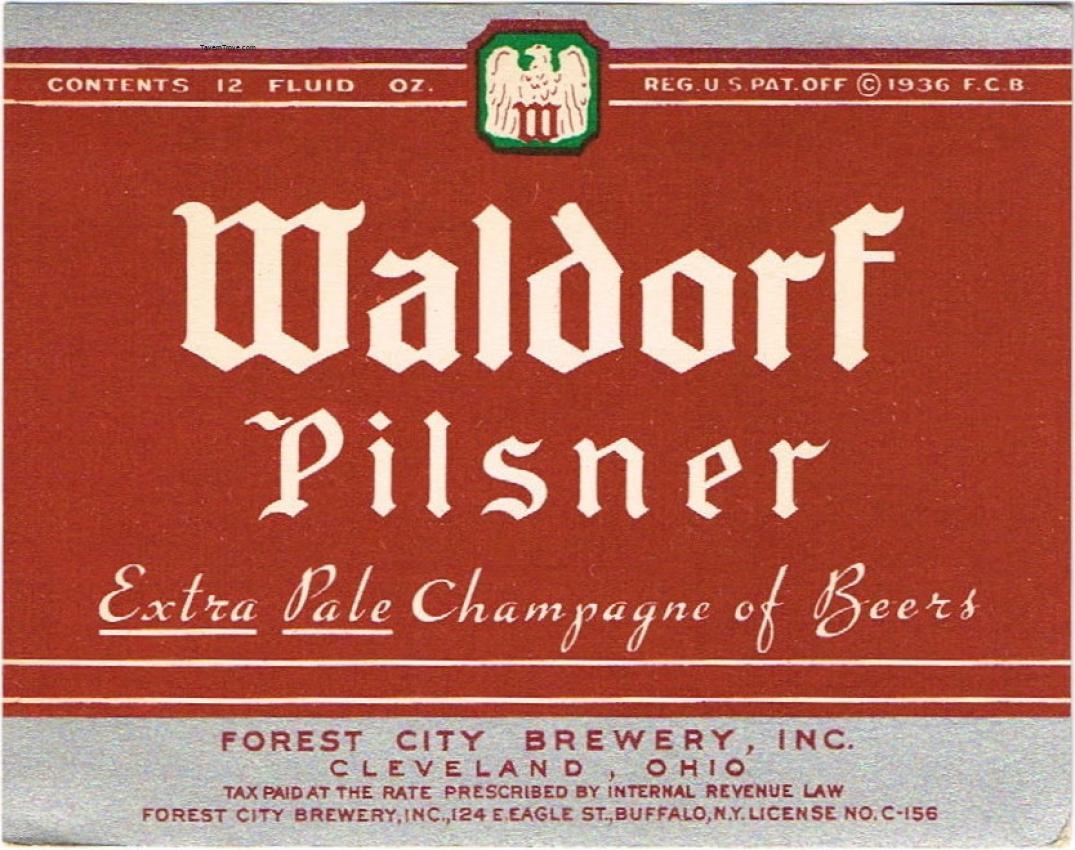 TavernTrove.com
CONTENTS 12 FLUID OZ.
REG. U.S. PAT. OFF © 1936 F.C.B.
W
Waldorf
Pilsner
Extra Pale Champagne of Beers
FOREST CITY BREWERY, INC.
CLEVELAND, OHIO
TAX PAID AT THE RATE PRESCRIBED BY INTERNAL REVENUE LAW
FOREST CITY BREWERY, INC., 124 E. EAGLE ST., BUFFALO, N.Y. LICENSE NO. C-156